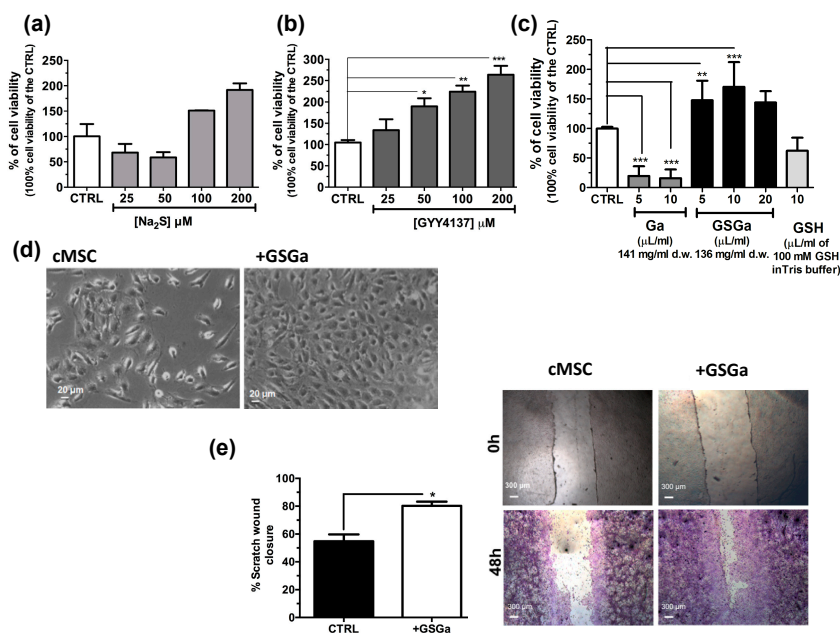 (a)
% of cell viability
(100% cell viability of the CTRL)
250
200
150
100
50
0
CTRL
25
50
100
200
[Na2S] µM
(b)
% of cell viability
(100% cell viability of the CTRL)
300
250
200
150
100
50
0
*
**
***
CTRL
25
50
100
200
[GYY4137] µM
(c)
% of cell viability
(100% cell viability of the CTRL)
250
200
150
100
50
0
***
***
**
***
CTRL
5
10
5
10
20
10
Ga
(µL/ml)
141 mg/ml d.w.
GSGa
(µL/ml)
136 mg/ml d.w.
GSH
(µL/ml of
100 mM GSH
inTris buffer)
(d)
cMSC
+GSGa
20 µm
20 µm
(e)
% Scratch wound
closure
100
80
60
40
20
0
*
CTRL
+GSGa
cMSC
+GSGa
0h
300 µm
300 µm
48h
300 µm
300 µm